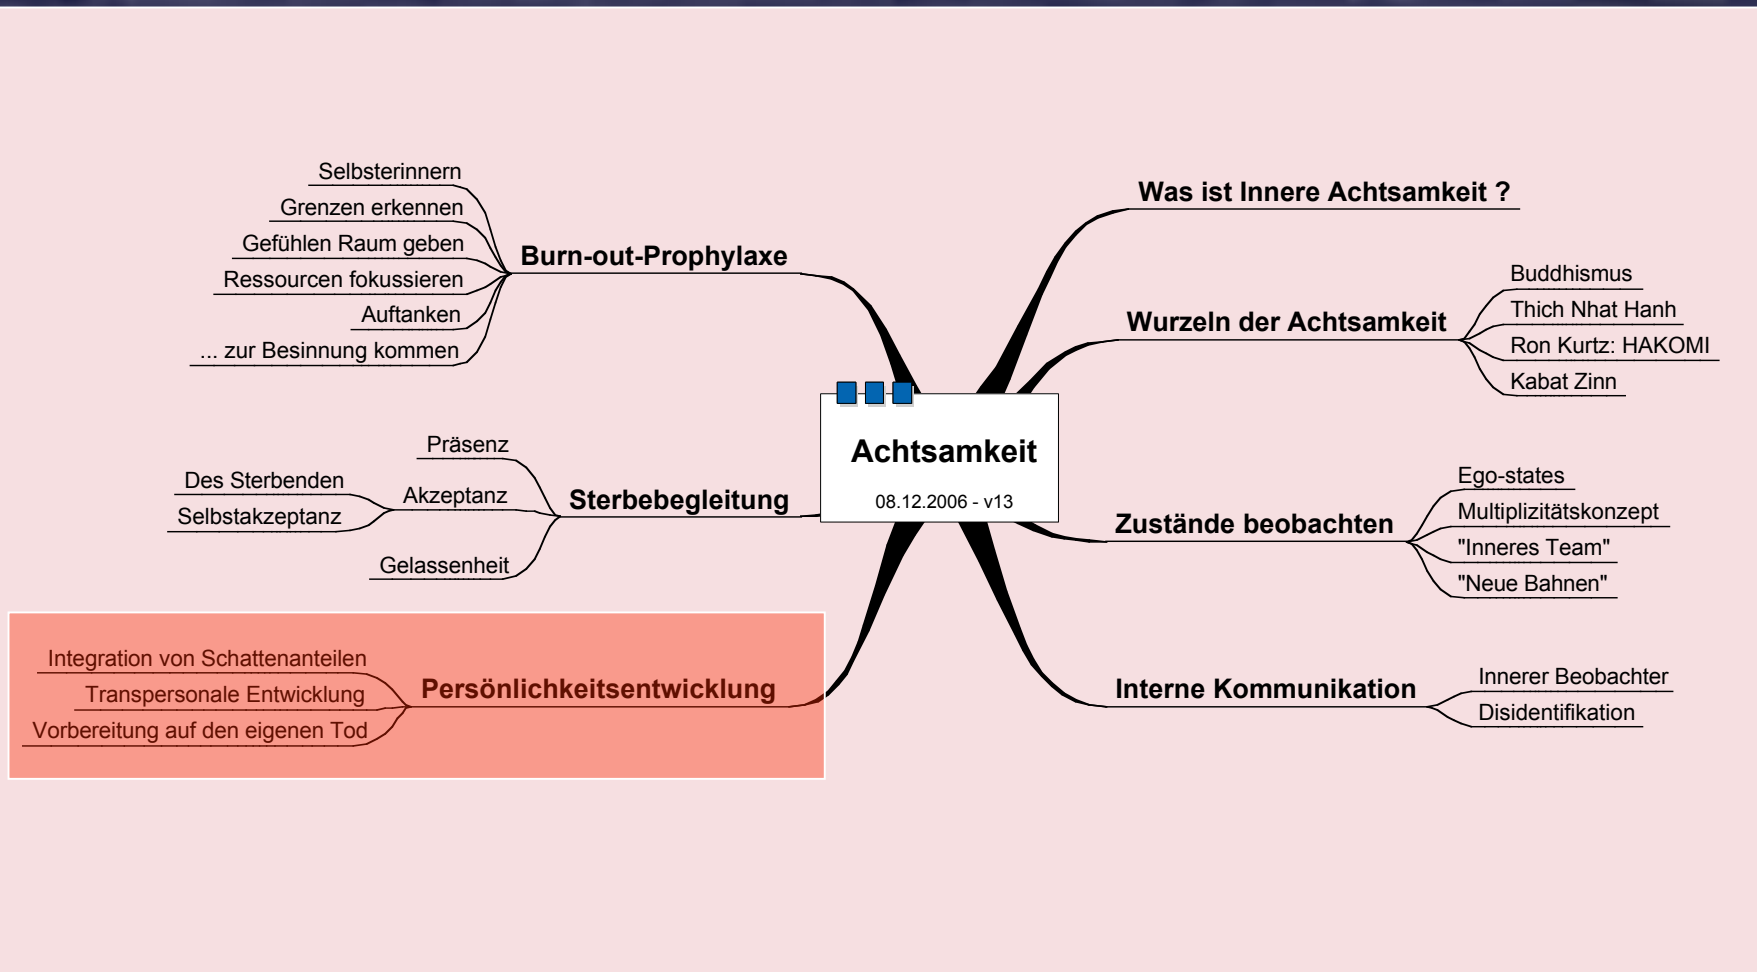 Achtsamkeit
08.12.2006 - v13
Was ist Innere Achtsamkeit ?
Wurzeln der Achtsamkeit
Buddhismus
Thich Nhat Hanh
Ron Kurtz: HAKOMI
Kabat Zinn
Zustände beobachten
Ego-states
Multiplizitätskonzept
"Inneres Team"
"Neue Bahnen"
Interne Kommunikation
Innerer Beobachter
Disidentifikation
Persönlichkeitsentwicklung
Integration von Schattenanteilen
Transpersonale Entwicklung
Vorbereitung auf den eigenen Tod
Sterbebegleitung
Präsenz
Akzeptanz
Des Sterbenden
Selbstakzeptanz
Gelassenheit
Burn-out-Prophylaxe
Selbsterinnern
Grenzen erkennen
Gefühlen Raum geben
Ressourcen fokussieren
Auftanken
... zur Besinnung kommen